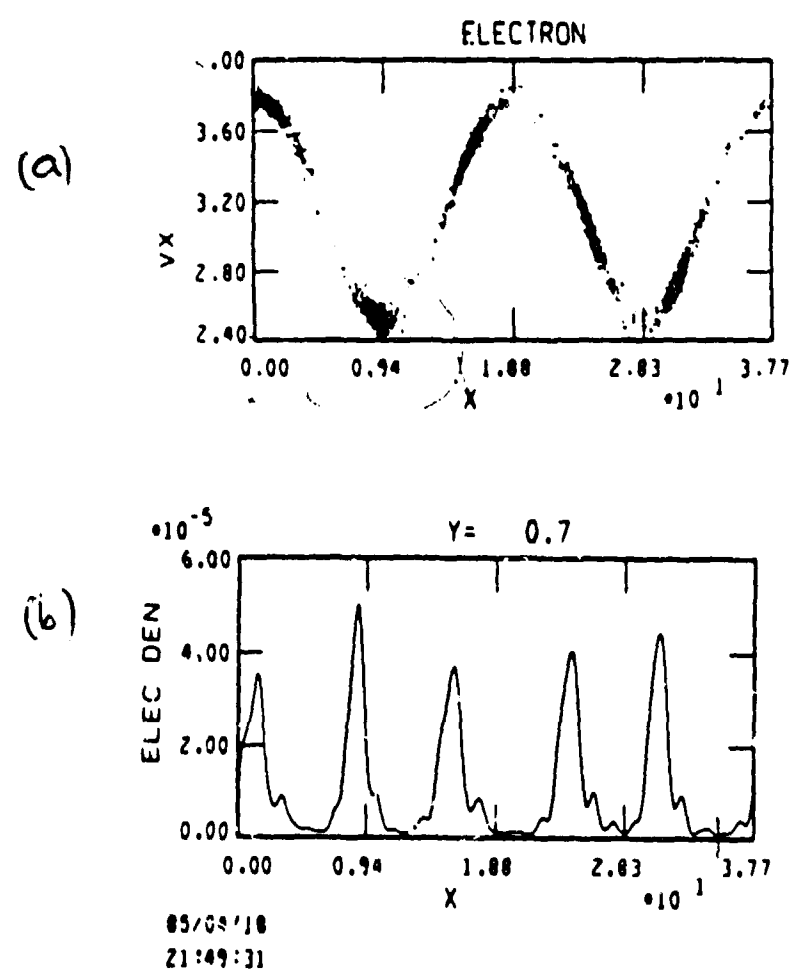 ELECTRON
(a)
.00
3.60
3.20
2.80
2.40
VX
0.00 0.94 1.88 2.83 3.77
X
•10 1
•10 -5
Y= 0.7
(b)
6.00
4.00
2.00
0.00
ELEC DEN
0.00 0.94 1.88 2.83 3.77
X
•10 1
21:49:31